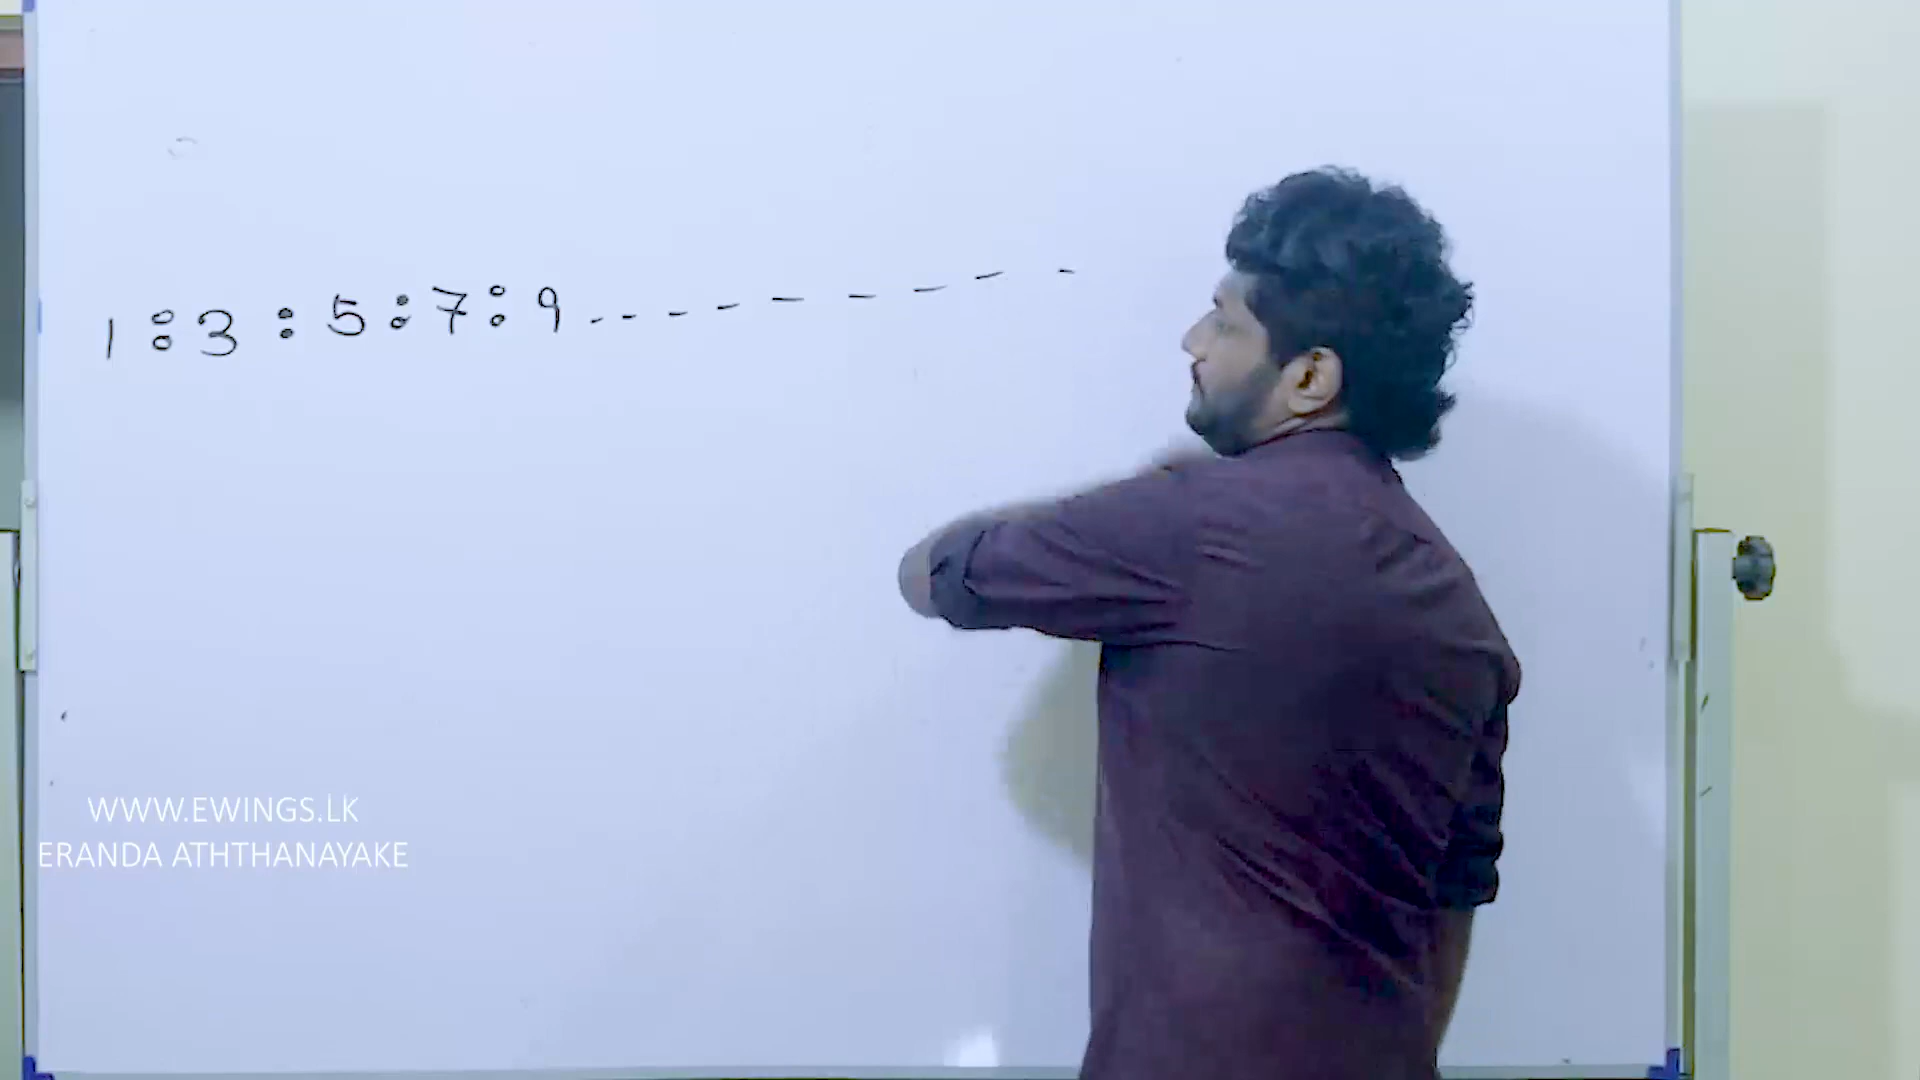 1 : 3 : 5 : 7 : 9 - - - - - - - - - -
WWW.EWINGS.LK
ERANDA ATHTHANAYAKE